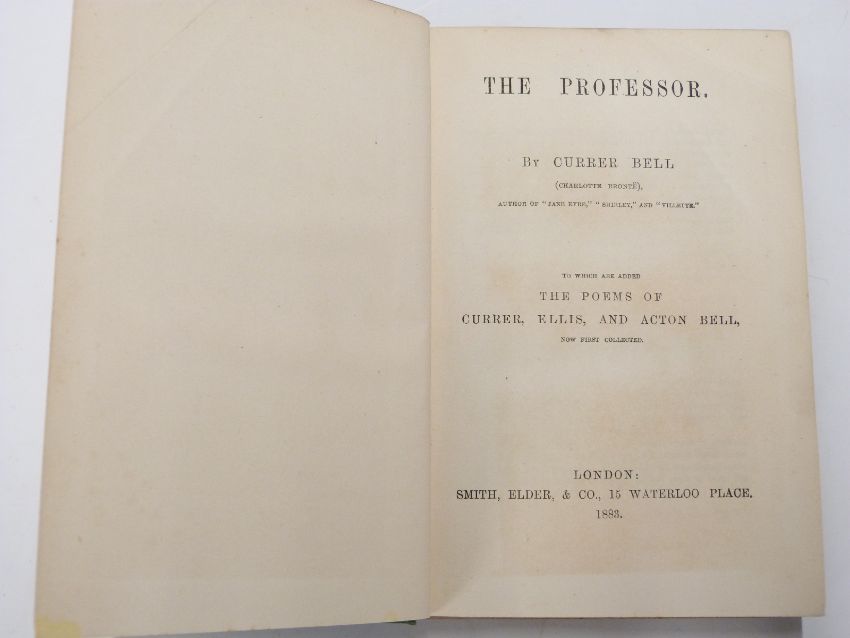 THE PROFESSOR.
By CURRER BELL
(CHARLOTTE BRONTË),
AUTHOR OF "JANE EYRE," "SHIRLEY," AND "VILLETTE."
TO WHICH ARE ADDED
THE POEMS OF
CURRER, ELLIS, AND ACTON BELL,
NOW FIRST COLLECTED.
LONDON:
SMITH, ELDER, & CO., 15 WATERLOO PLACE.
1883.